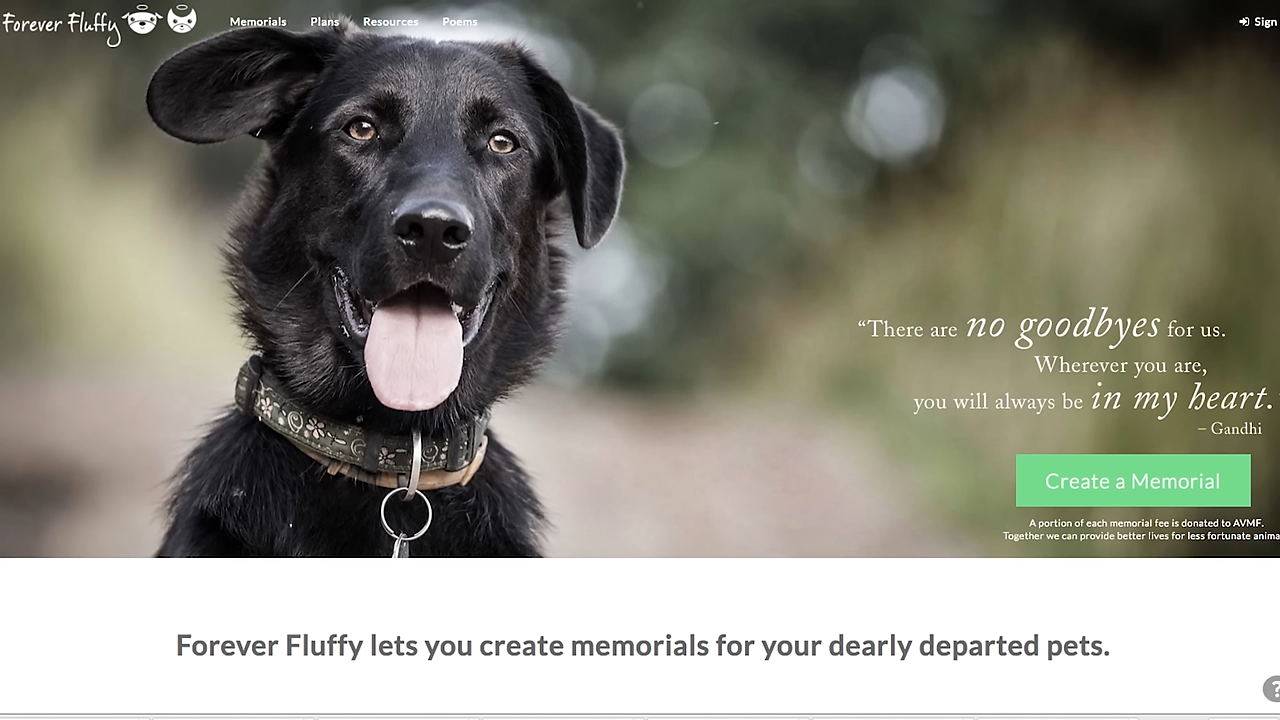 Forever Fluffy
Memorials Plans Resources Poems
Sign
“There are no goodbyes for us.
Wherever you are,
you will always be in my heart.
– Gandhi
Create a Memorial
A portion of each memorial fee is donated to AVMF.
Together we can provide better lives for less fortunate anima
Forever Fluffy lets you create memorials for your dearly departed pets.
?